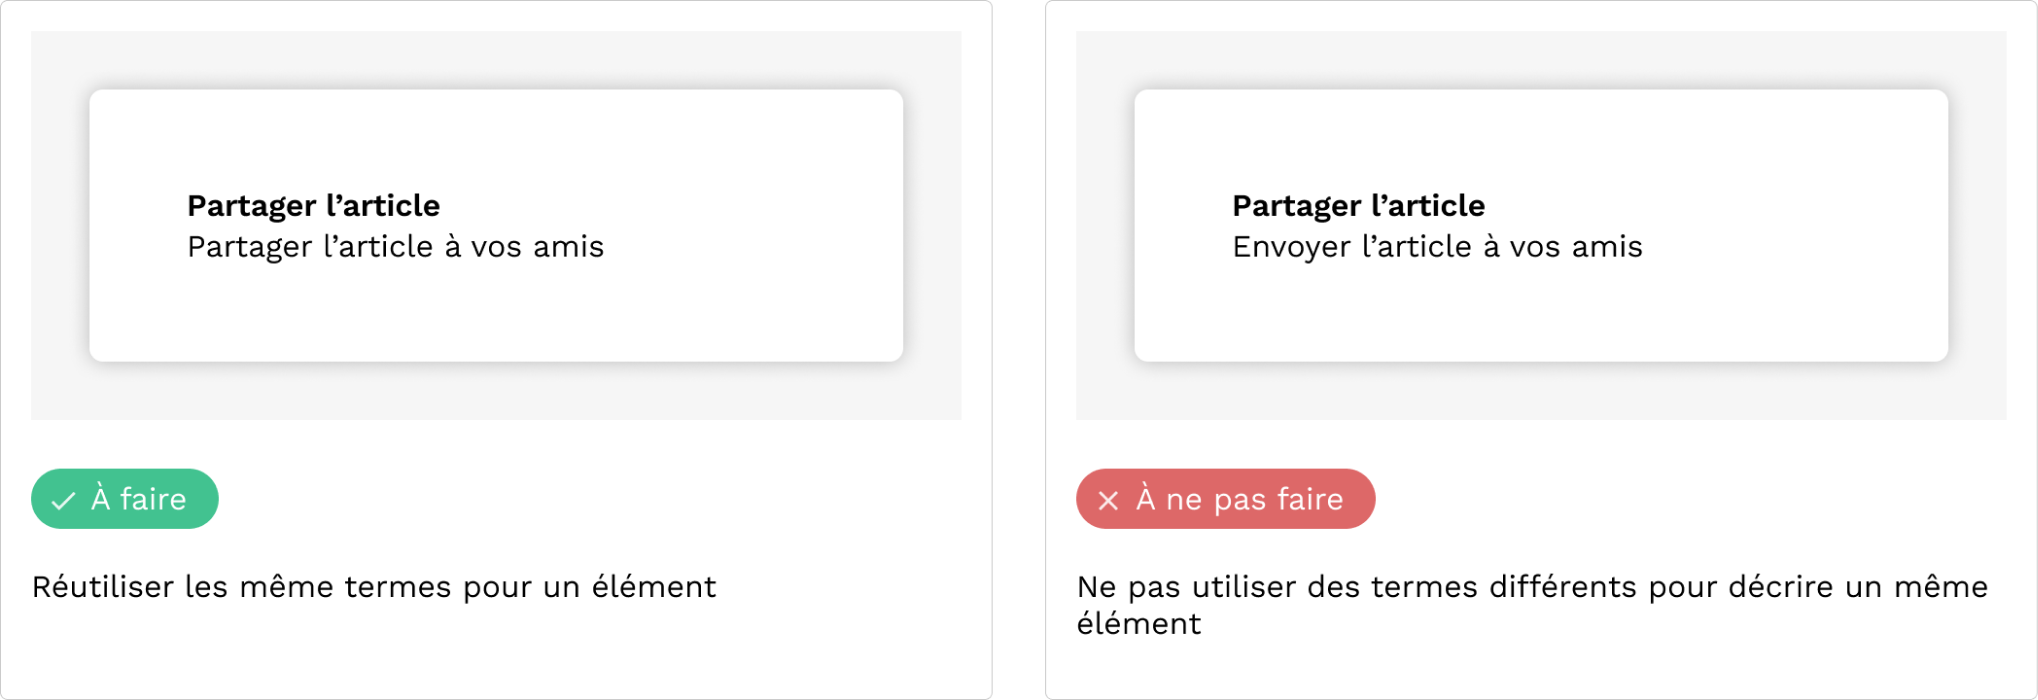 Partager l’article
Partager l’article à vos amis
À faire
Réutiliser les même termes pour un élément
Partager l’article
Envoyer l’article à vos amis
À ne pas faire
Ne pas utiliser des termes différents pour décrire un même
élément